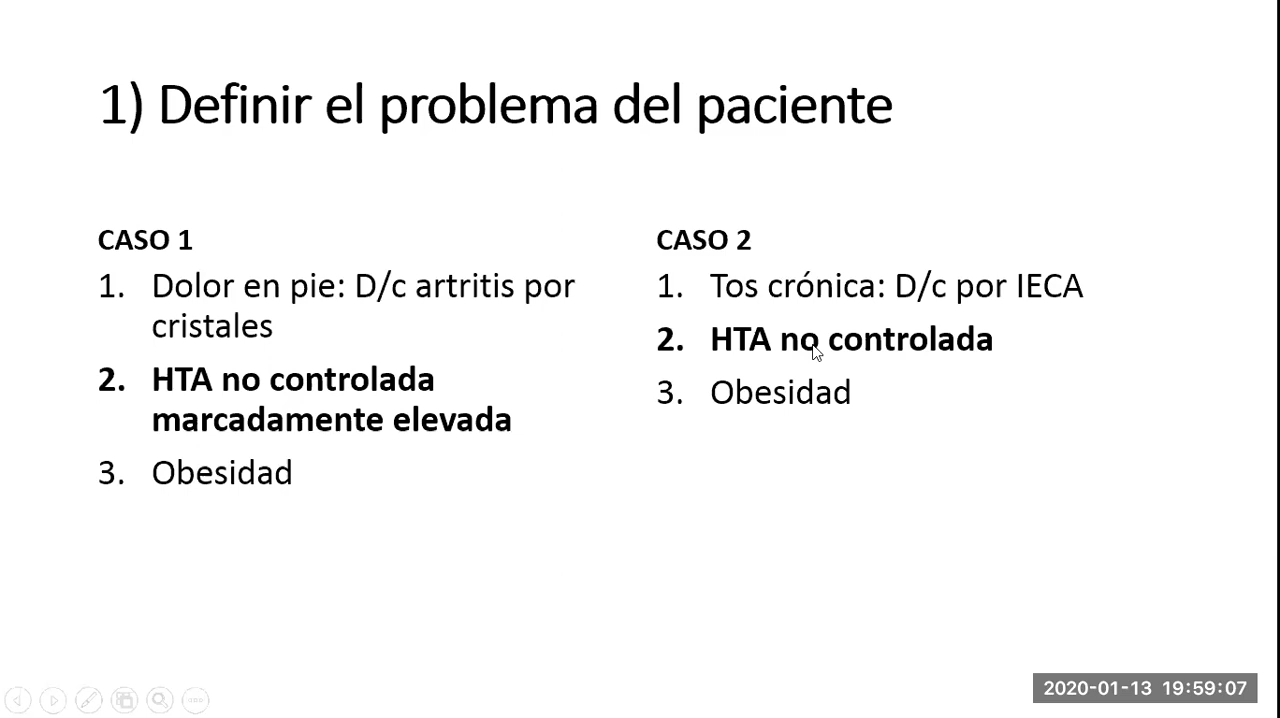 1) Definir el problema del paciente
CASO 1
1. Dolor en pie: D/c artritis por
cristales
2. HTA no controlada
marcadamente elevada
3. Obesidad
CASO 2
1. Tos crónica: D/c por IECA
2. HTA no controlada
3. Obesidad
2020-01-13 19:59:07